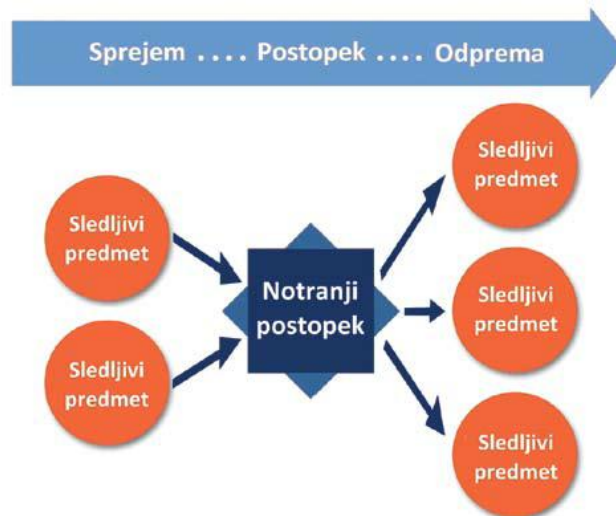 Sprejem .... Postopek .... Odprema
Sledljivi
predmet
Sledljivi
predmet
Notranji
postopek
Sledljivi
predmet
Sledljivi
predmet
Sledljivi
predmet